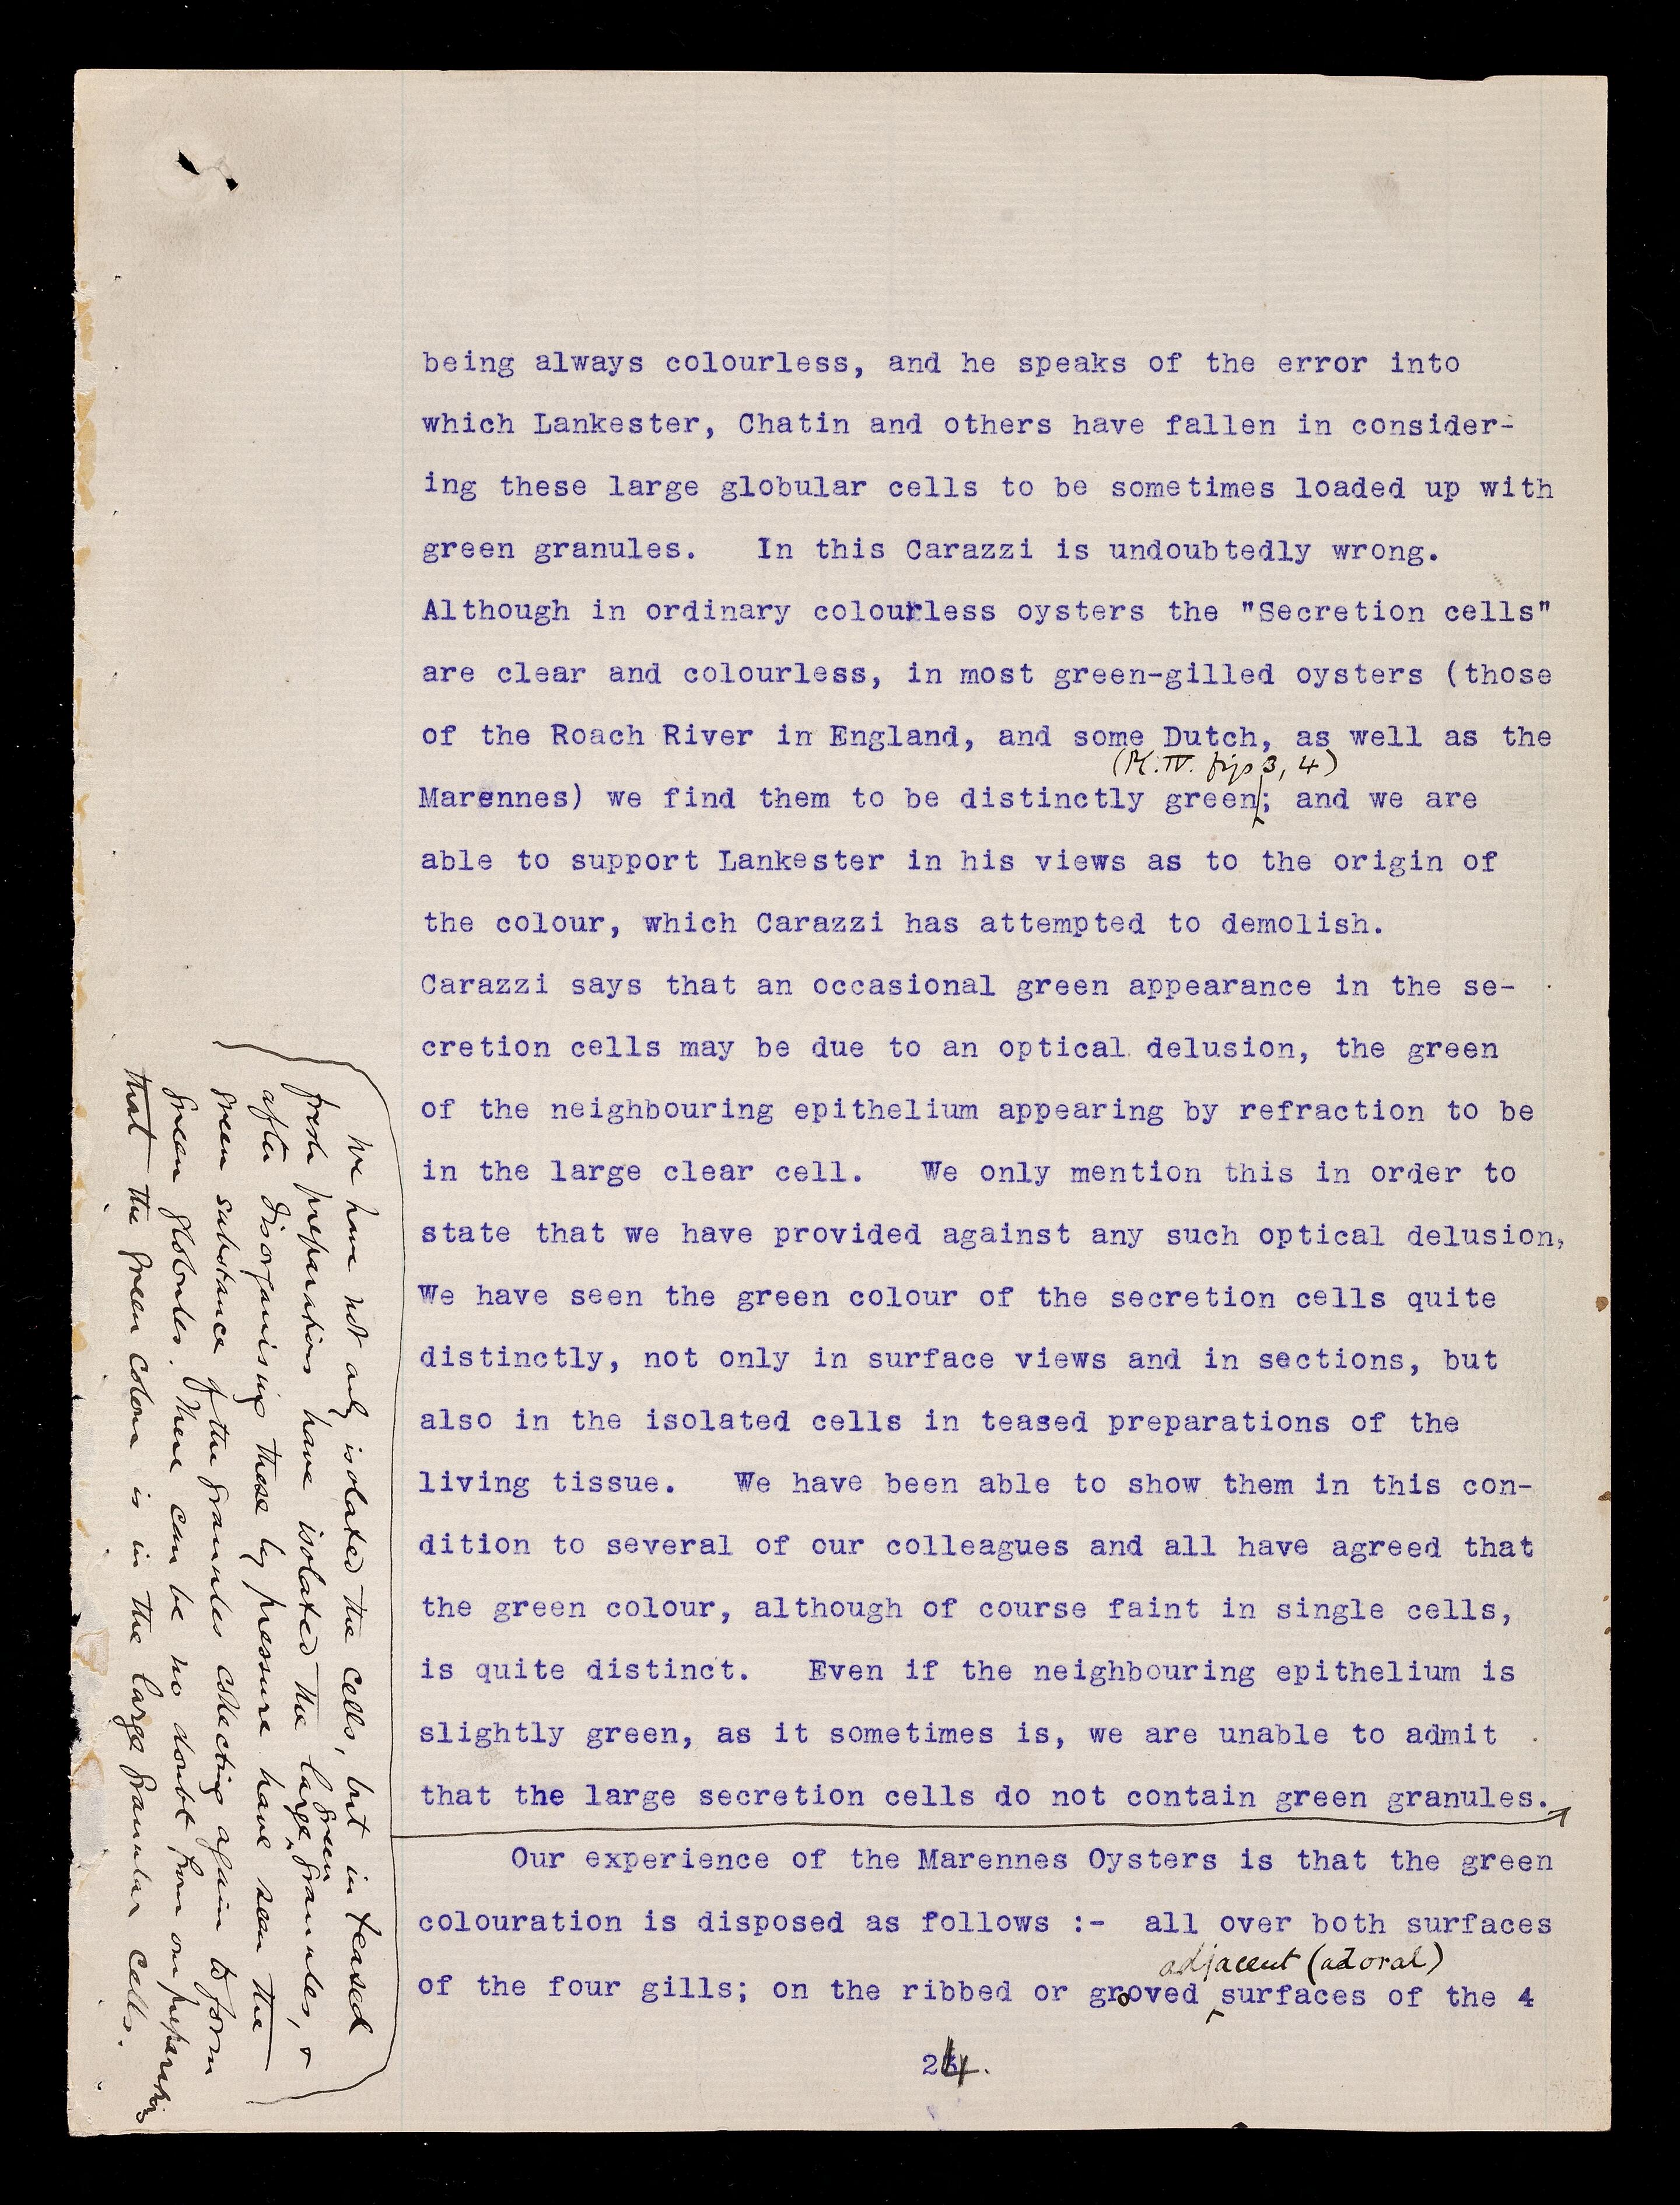 being always colourless, and he speaks of the error into
which Lankester, Chatin and others have fallen in consider-
ing these large globular cells to be sometimes loaded up with
green granules. In this Carazzi is undoubtedly wrong.
Although in ordinary colourless oysters the "Secretion cells"
are clear and colourless, in most green-gilled oysters (those
of the Roach River in England, and some Dutch, as well as the
(Pl. IV. figs 3, 4)
Marennes) we find them to be distinctly green; and we are
able to support Lankester in his views as to the origin of
the colour, which Carazzi has attempted to demolish.
Carazzi says that an occasional green appearance in the se-
cretion cells may be due to an optical delusion, the green
of the neighbouring epithelium appearing by refraction to be
in the large clear cell. We only mention this in order to
state that we have provided against any such optical delusion,
We have seen the green colour of the secretion cells quite
distinctly, not only in surface views and in sections, but
also in the isolated cells in teased preparations of the
living tissue. We have been able to show them in this con-
dition to several of our colleagues and all have agreed that
the green colour, although of course faint in single cells,
is quite distinct. Even if the neighbouring epithelium is
slightly green, as it sometimes is, we are unable to admit
that the large secretion cells do not contain green granules.
We have not only isolated the cells, but in teased
fresh preparations have isolated the large green granules, &
after disorganising these by pressure have seen the
green substance of the granules collecting again to form
green globules. There can be no doubt from our preparations
that the green colour is in the large granular cells.
Our experience of the Marennes Oysters is that the green
colouration is disposed as follows :- all over both surfaces
adjacent (adoral)
of the four gills; on the ribbed or grooved surfaces of the 4
24.